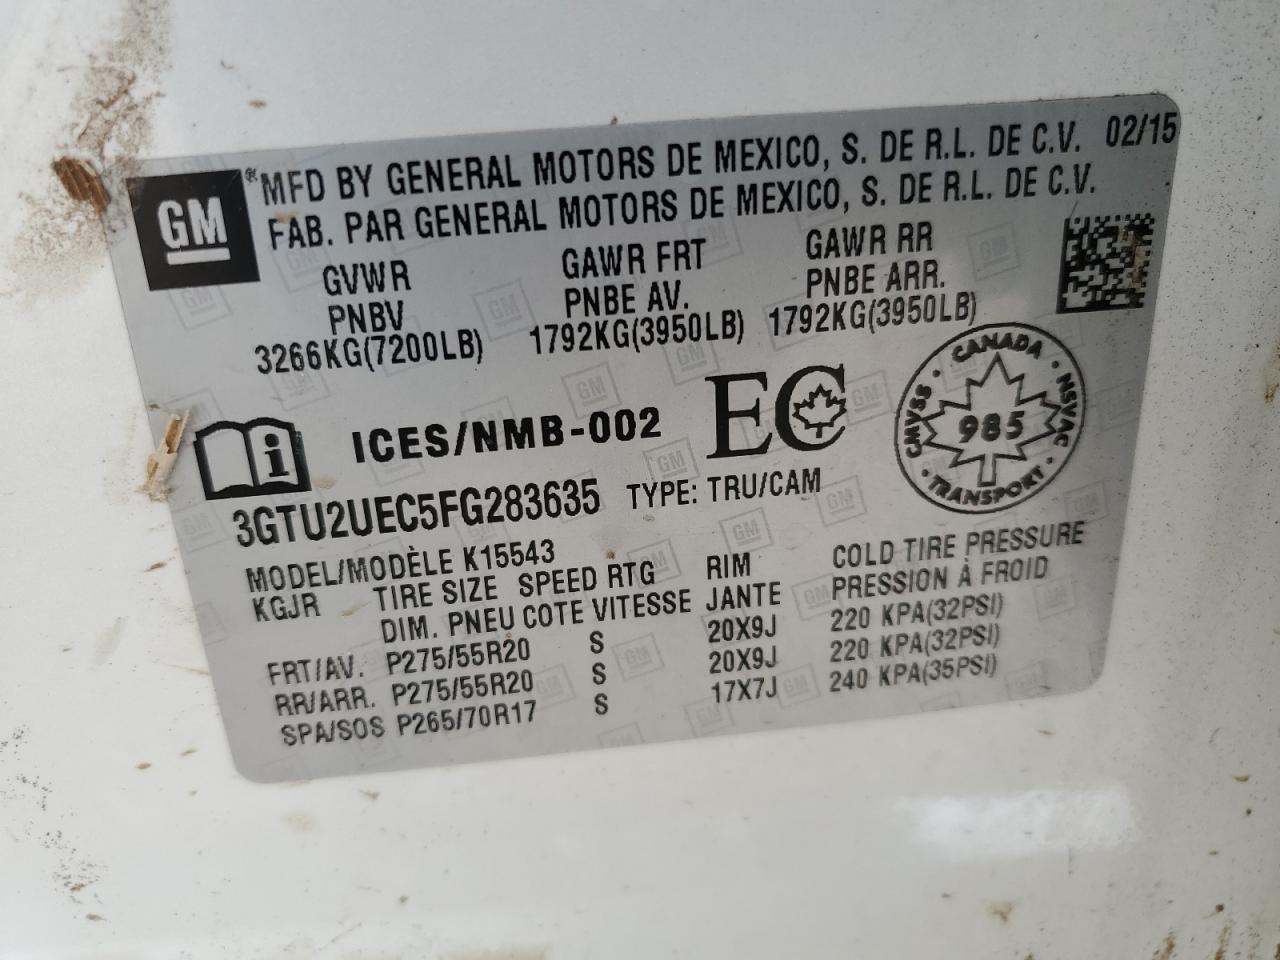 GM
® MFD BY GENERAL MOTORS DE MEXICO, S. DE R.L. DE C.V. 02/15
FAB. PAR GENERAL MOTORS DE MEXICO, S. DE R.L. DE C.V.
GVWR GAWR FRT GAWR RR
PNBV PNBE AV. PNBE ARR.
3266KG(7200LB) 1792KG(3950LB) 1792KG(3950LB)
i ICES/NMB-002 EC
CANADA
CMVSS · NSVAC
985
TRANSPORT
3GTU2UEC5FG283635 TYPE: TRU/CAM
MODEL/MODÈLE K15543
KGJR TIRE SIZE SPEED RTG RIM COLD TIRE PRESSURE
DIM. PNEU COTE VITESSE JANTE PRESSION À FROID
FRT/AV. P275/55R20 S 20X9J 220 KPA(32PSI)
RR/ARR. P275/55R20 S 20X9J 220 KPA(32PSI)
SPA/SOS P265/70R17 S 17X7J 240 KPA(35PSI)